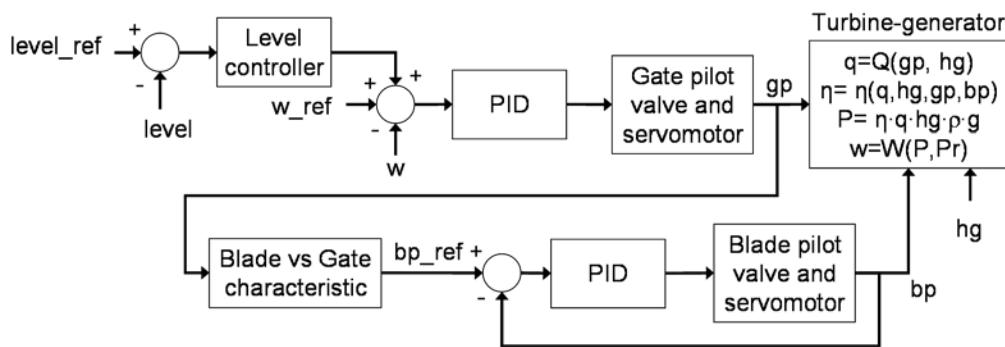 Turbine-generator
level_ref
+
-
level
Level
controller
w_ref
+
+
-
w
PID
Gate pilot
valve and
servomotor
gp
q=Q(gp, hg)
η= η(q,hg,gp,bp)
P= η·q·hg·ρ·g
w=W(P,Pr)
hg
Blade vs Gate
characteristic
bp_ref
+
-
PID
Blade pilot
valve and
servomotor
bp